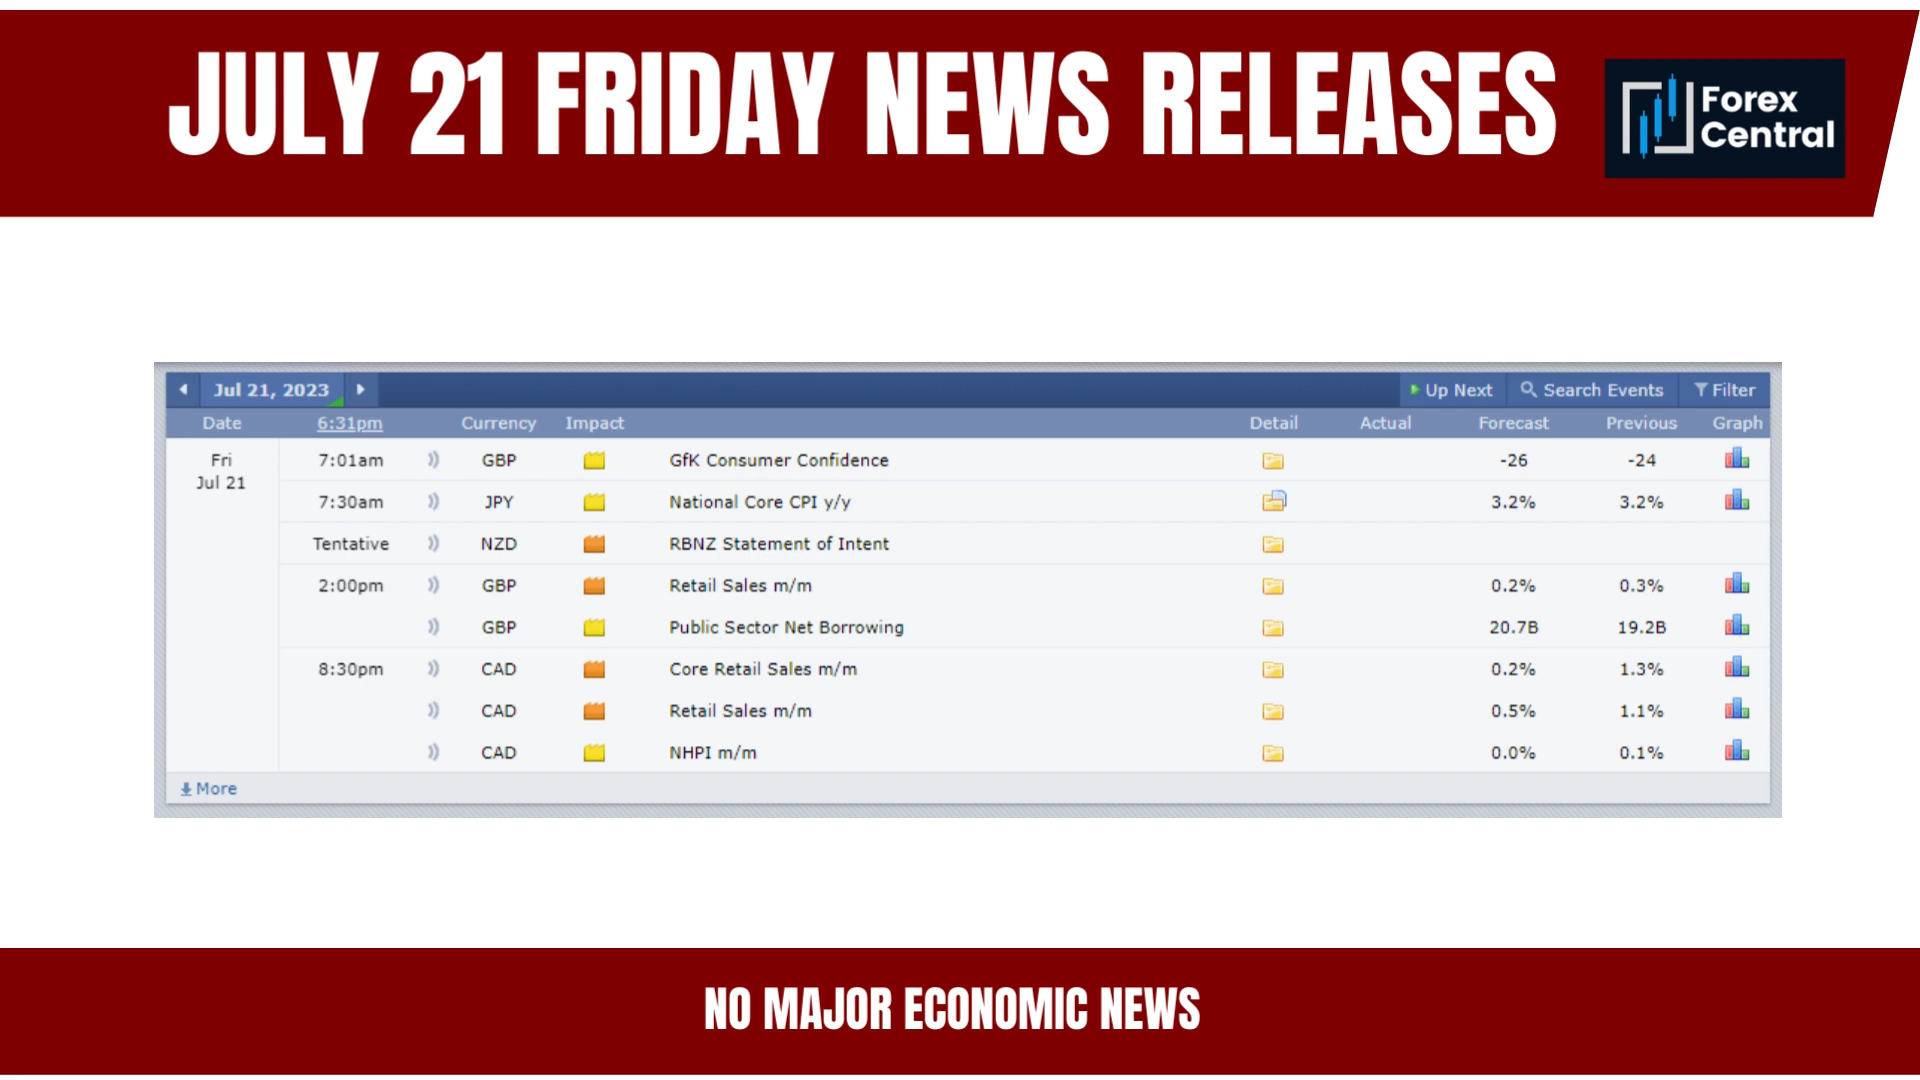 JULY 21 FRIDAY NEWS RELEASES
Forex
Central
Jul 21, 2023 Up Next Search Events Filter
Date 6:31pm Currency Impact Detail Actual Forecast Previous Graph
Fri 7:01am GBP GfK Consumer Confidence -26 -24
Jul 21
7:30am JPY National Core CPI y/y 3.2% 3.2%
Tentative NZD RBNZ Statement of Intent
2:00pm GBP Retail Sales m/m 0.2% 0.3%
GBP Public Sector Net Borrowing 20.7B 19.2B
8:30pm CAD Core Retail Sales m/m 0.2% 1.3%
CAD Retail Sales m/m 0.5% 1.1%
CAD NHPI m/m 0.0% 0.1%
More
NO MAJOR ECONOMIC NEWS